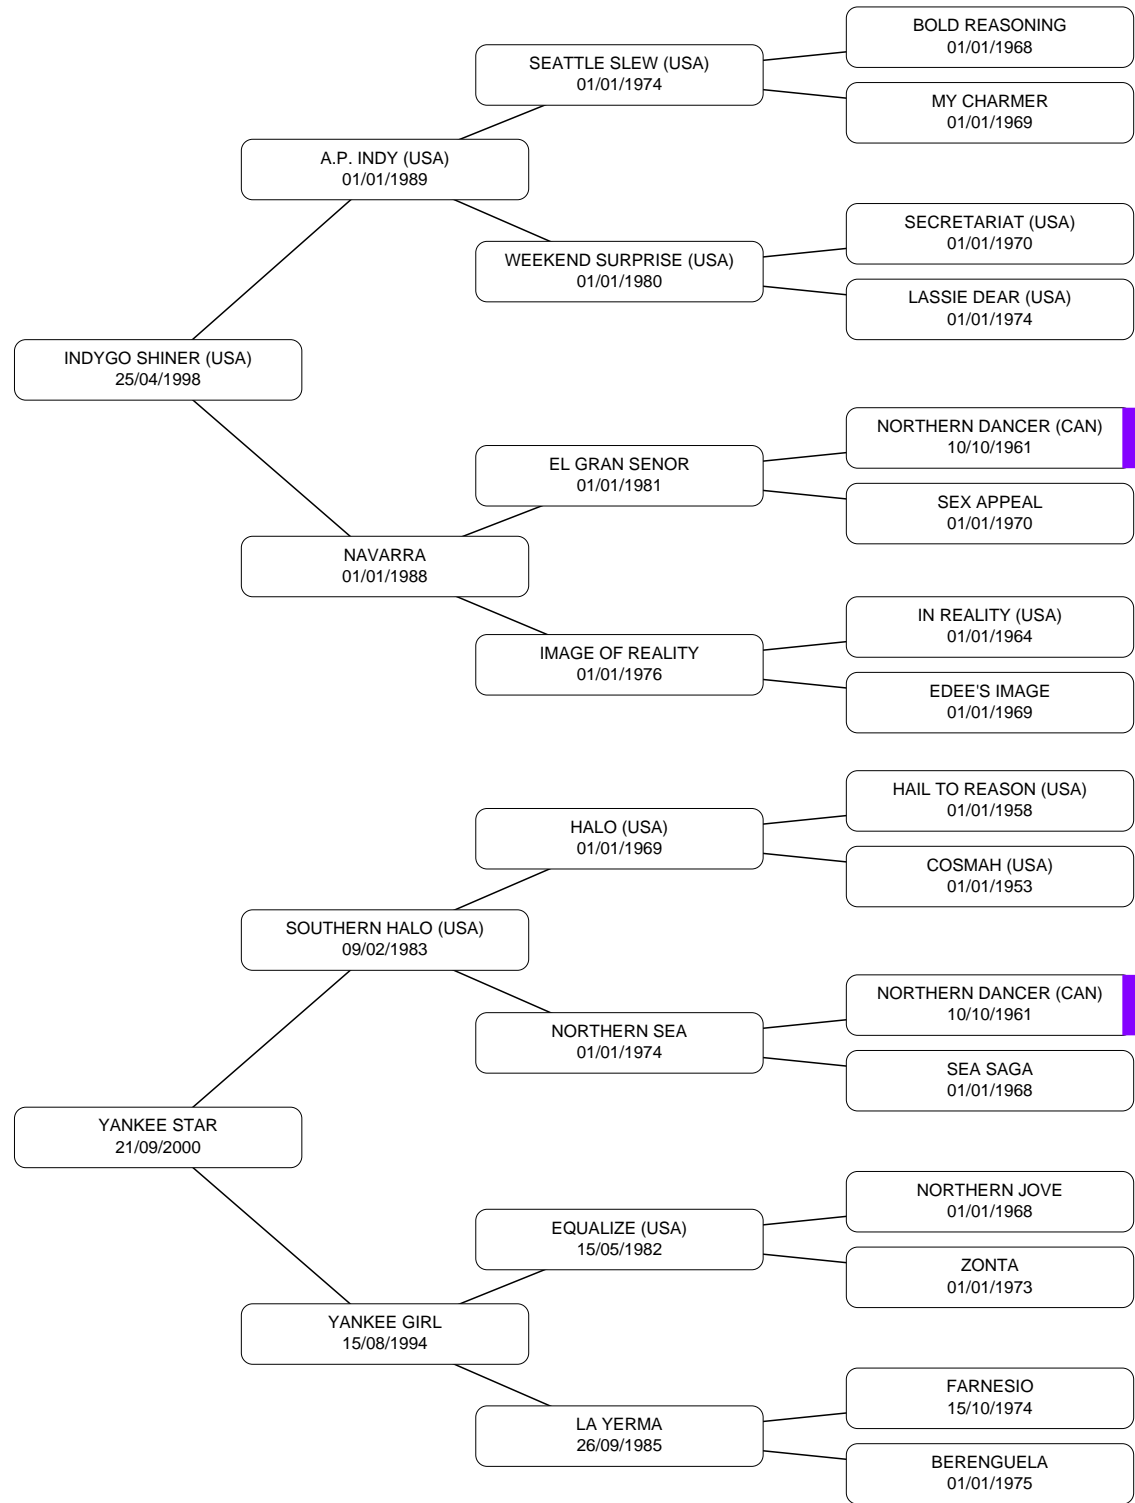 BOLD REASONING
01/01/1968
SEATTLE SLEW (USA)
01/01/1974
MY CHARMER
01/01/1969
A.P. INDY (USA)
01/01/1989
SECRETARIAT (USA)
01/01/1970
WEEKEND SURPRISE (USA)
01/01/1980
LASSIE DEAR (USA)
01/01/1974
INDYGO SHINER (USA)
25/04/1998
NORTHERN DANCER (CAN)
10/10/1961
EL GRAN SENOR
01/01/1981
SEX APPEAL
01/01/1970
NAVARRA
01/01/1988
IN REALITY (USA)
01/01/1964
IMAGE OF REALITY
01/01/1976
EDEE'S IMAGE
01/01/1969
HAIL TO REASON (USA)
01/01/1958
HALO (USA)
01/01/1969
COSMAH (USA)
01/01/1953
SOUTHERN HALO (USA)
09/02/1983
NORTHERN DANCER (CAN)
10/10/1961
NORTHERN SEA
01/01/1974
SEA SAGA
01/01/1968
YANKEE STAR
21/09/2000
NORTHERN JOVE
01/01/1968
EQUALIZE (USA)
15/05/1982
ZONTA
01/01/1973
YANKEE GIRL
15/08/1994
FARNESIO
15/10/1974
LA YERMA
26/09/1985
BERENGUELA
01/01/1975